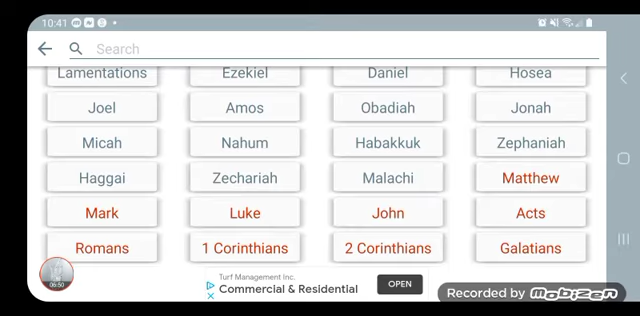 10:41
Search
Lamentations Ezekiel Daniel Hosea
Joel Amos Obadiah Jonah
Micah Nahum Habakkuk Zephaniah
Haggai Zechariah Malachi Matthew
Mark Luke John Acts
Romans 1 Corinthians 2 Corinthians Galatians
06:50
Turf Management Inc.
Commercial & Residential
OPEN
Recorded by MOBIZEN